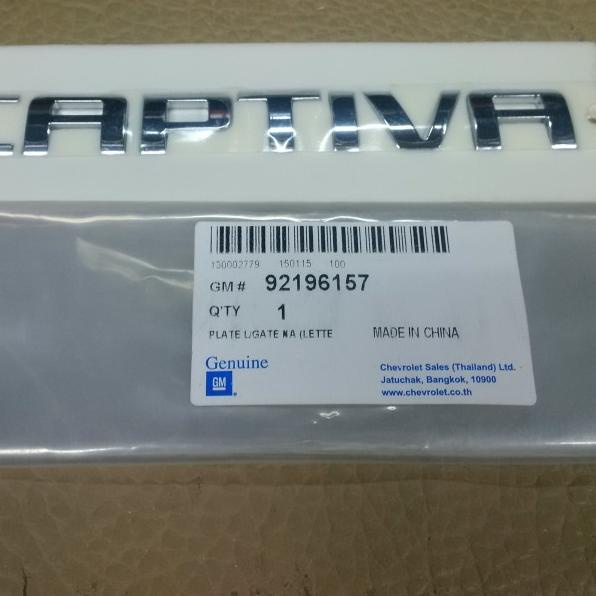 CAPTIVA
130002779 150115 100
GM # 92196157
Q'TY 1
PLATE L/GATE NA (LETTE MADE IN CHINA
Genuine
GM
Chevrolet Sales (Thailand) Ltd.
Jatuchak, Bangkok, 10900
www.chevrolet.co.th